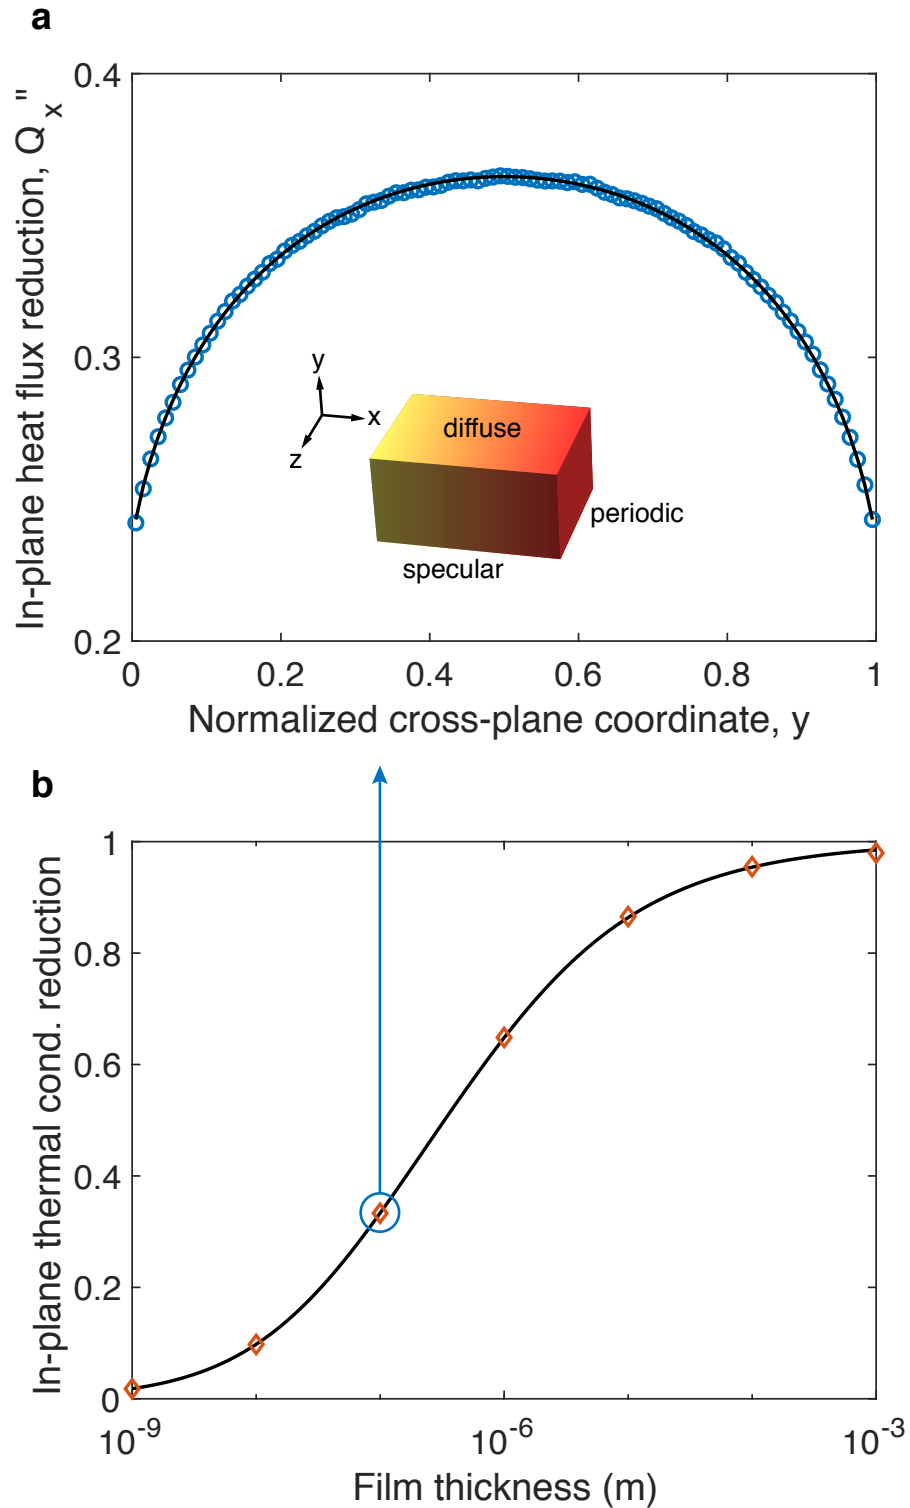 a
In-plane heat flux reduction, Qₓ"
0.4
0.3
0.2
0 0.2 0.4 0.6 0.8 1
Normalized cross-plane coordinate, y
y
x
z
diffuse
periodic
specular
b
In-plane thermal cond. reduction
1
0.8
0.6
0.4
0.2
0
10⁻⁹ 10⁻⁶ 10⁻³
Film thickness (m)